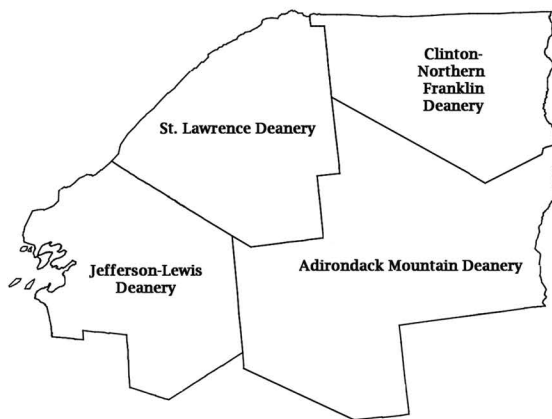 Clinton-
Northern
Franklin
Deanery
St. Lawrence Deanery
Jefferson-Lewis
Deanery
Adirondack Mountain Deanery